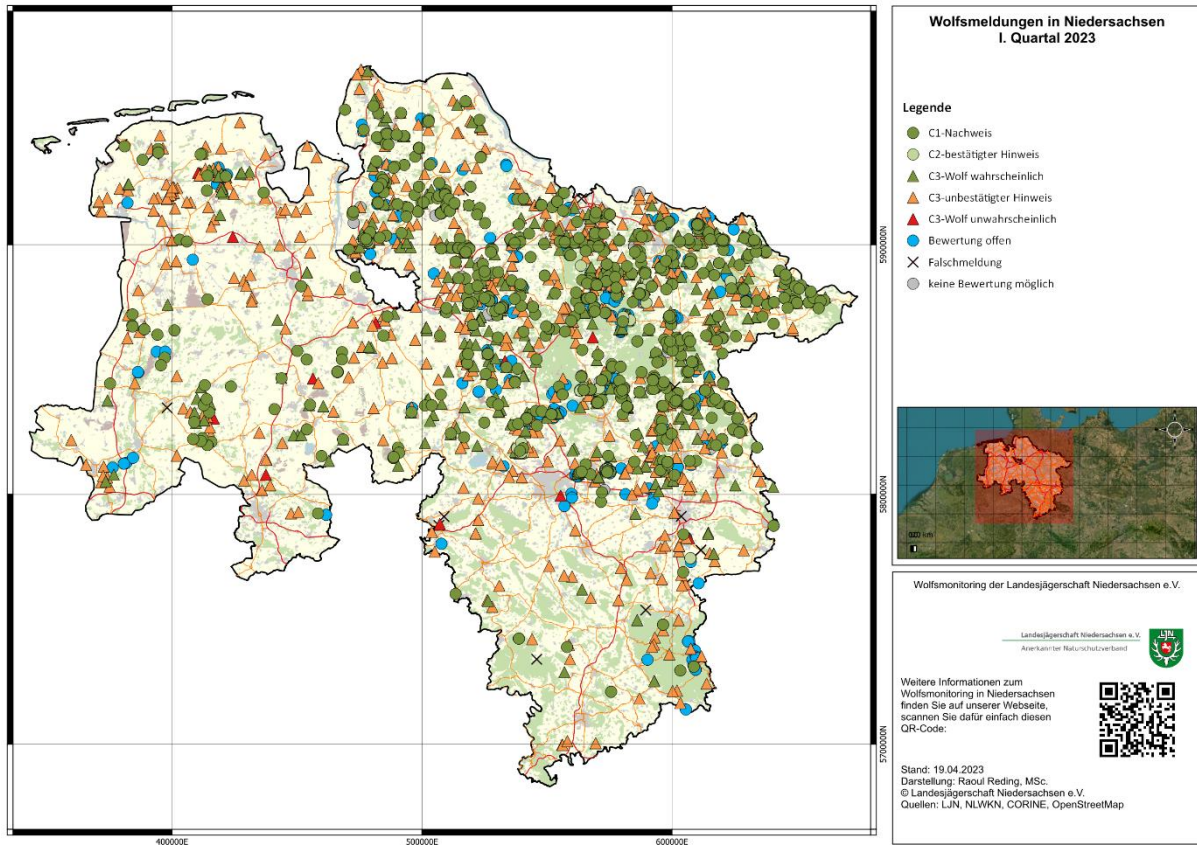 Wolfsmeldungen in Niedersachsen
I. Quartal 2023
Legende
C1-Nachweis
C2-bestätigter Hinweis
C3-Wolf wahrscheinlich
C3-unbestätigter Hinweis
C3-Wolf unwahrscheinlich
Bewertung offen
Falschmeldung
keine Bewertung möglich
5900000N
5800000N
5700000N
400000E
500000E
600000E
Wolfsmonitoring der Landesjägerschaft Niedersachsen e.V.
Landesjägerschaft Niedersachsen e. V.
Anerkannter Naturschutzverband
LJN
Weitere Informationen zum
Wolfsmonitoring in Niedersachsen
finden Sie auf unserer Webseite,
scannen Sie dafür einfach diesen
QR-Code:
Stand: 19.04.2023
Darstellung: Raoul Reding, MSc.
© Landesjägerschaft Niedersachsen e.V.
Quellen: LJN, NLWKN, CORINE, OpenStreetMap